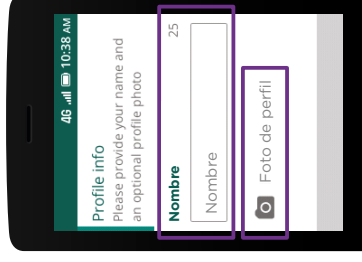 4G 10:38 AM
Profile info
Please provide your name and
an optional profile photo
Nombre 25
Nombre
Foto de perfil